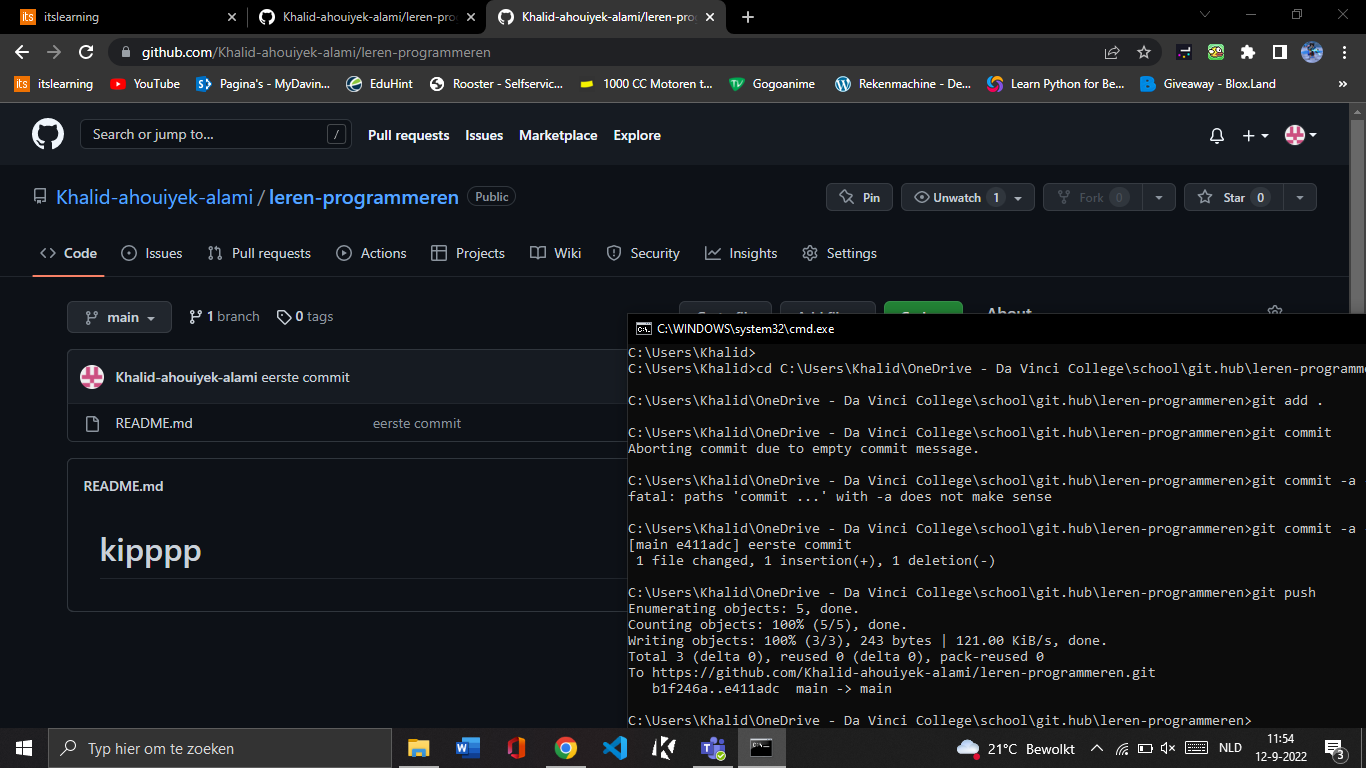 itslearning
Khalid-ahouiyek-alami/leren-pro
Khalid-ahouiyek-alami/leren-pro
github.com/Khalid-ahouiyek-alami/leren-programmeren
itslearning
YouTube
Pagina's - MyDavin...
EduHint
Rooster - Selfservic...
1000 CC Motoren t...
Gogoanime
Rekenmachine - De...
Learn Python for Be...
Giveaway - Blox.Land
»
Search or jump to...
/
Pull requests
Issues
Marketplace
Explore
Khalid-ahouiyek-alami / leren-programmeren
Public
Pin
Unwatch 1
Fork 0
Star 0
Code
Issues
Pull requests
Actions
Projects
Wiki
Security
Insights
Settings
main
1 branch
0 tags
About
Khalid-ahouiyek-alami eerste commit
README.md
eerste commit
README.md
kipppp
C:\WINDOWS\system32\cmd.exe
C:\Users\Khalid>
C:\Users\Khalid>cd C:\Users\Khalid\OneDrive - Da Vinci College\school\git.hub\leren-programme
C:\Users\Khalid\OneDrive - Da Vinci College\school\git.hub\leren-programmeren>git add .
C:\Users\Khalid\OneDrive - Da Vinci College\school\git.hub\leren-programmeren>git commit
Aborting commit due to empty commit message.
C:\Users\Khalid\OneDrive - Da Vinci College\school\git.hub\leren-programmeren>git commit -a
fatal: paths 'commit ...' with -a does not make sense
C:\Users\Khalid\OneDrive - Da Vinci College\school\git.hub\leren-programmeren>git commit -a
[main e411adc] eerste commit
1 file changed, 1 insertion(+), 1 deletion(-)
C:\Users\Khalid\OneDrive - Da Vinci College\school\git.hub\leren-programmeren>git push
Enumerating objects: 5, done.
Counting objects: 100% (5/5), done.
Writing objects: 100% (3/3), 243 bytes | 121.00 KiB/s, done.
Total 3 (delta 0), reused 0 (delta 0), pack-reused 0
To https://github.com/Khalid-ahouiyek-alami/leren-programmeren.git
b1f246a..e411adc  main -> main
C:\Users\Khalid\OneDrive - Da Vinci College\school\git.hub\leren-programmeren>
Typ hier om te zoeken
21°C Bewolkt
NLD
11:54
12-9-2022
3